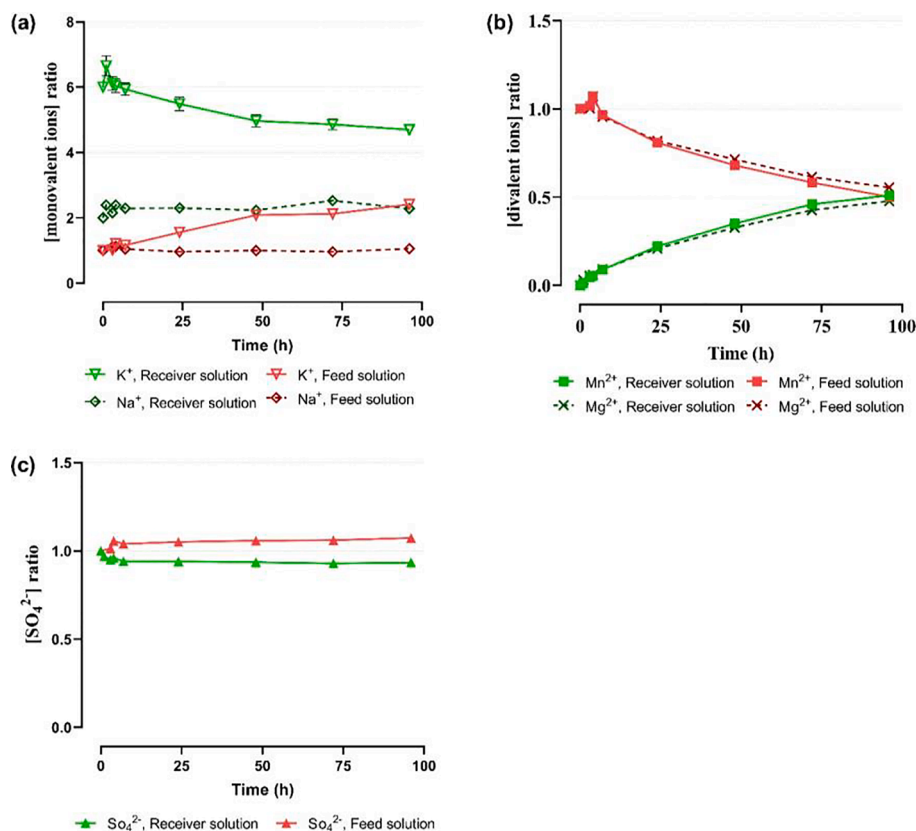 (a)
[monovalent ions] ratio
8
6
4
2
0
0 25 50 75 100
Time (h)
K⁺, Receiver solution K⁺, Feed solution
Na⁺, Receiver solution Na⁺, Feed solution
(b)
[divalent ions] ratio
1.5
1.0
0.5
0.0
0 25 50 75 100
Time (h)
Mn²⁺, Receiver solution Mn²⁺, Feed solution
Mg²⁺, Receiver solution Mg²⁺, Feed solution
(c)
[SO₄²⁻] ratio
1.5
1.0
0.5
0.0
0 25 50 75 100
Time (h)
So₄²⁻, Receiver solution So₄²⁻, Feed solution